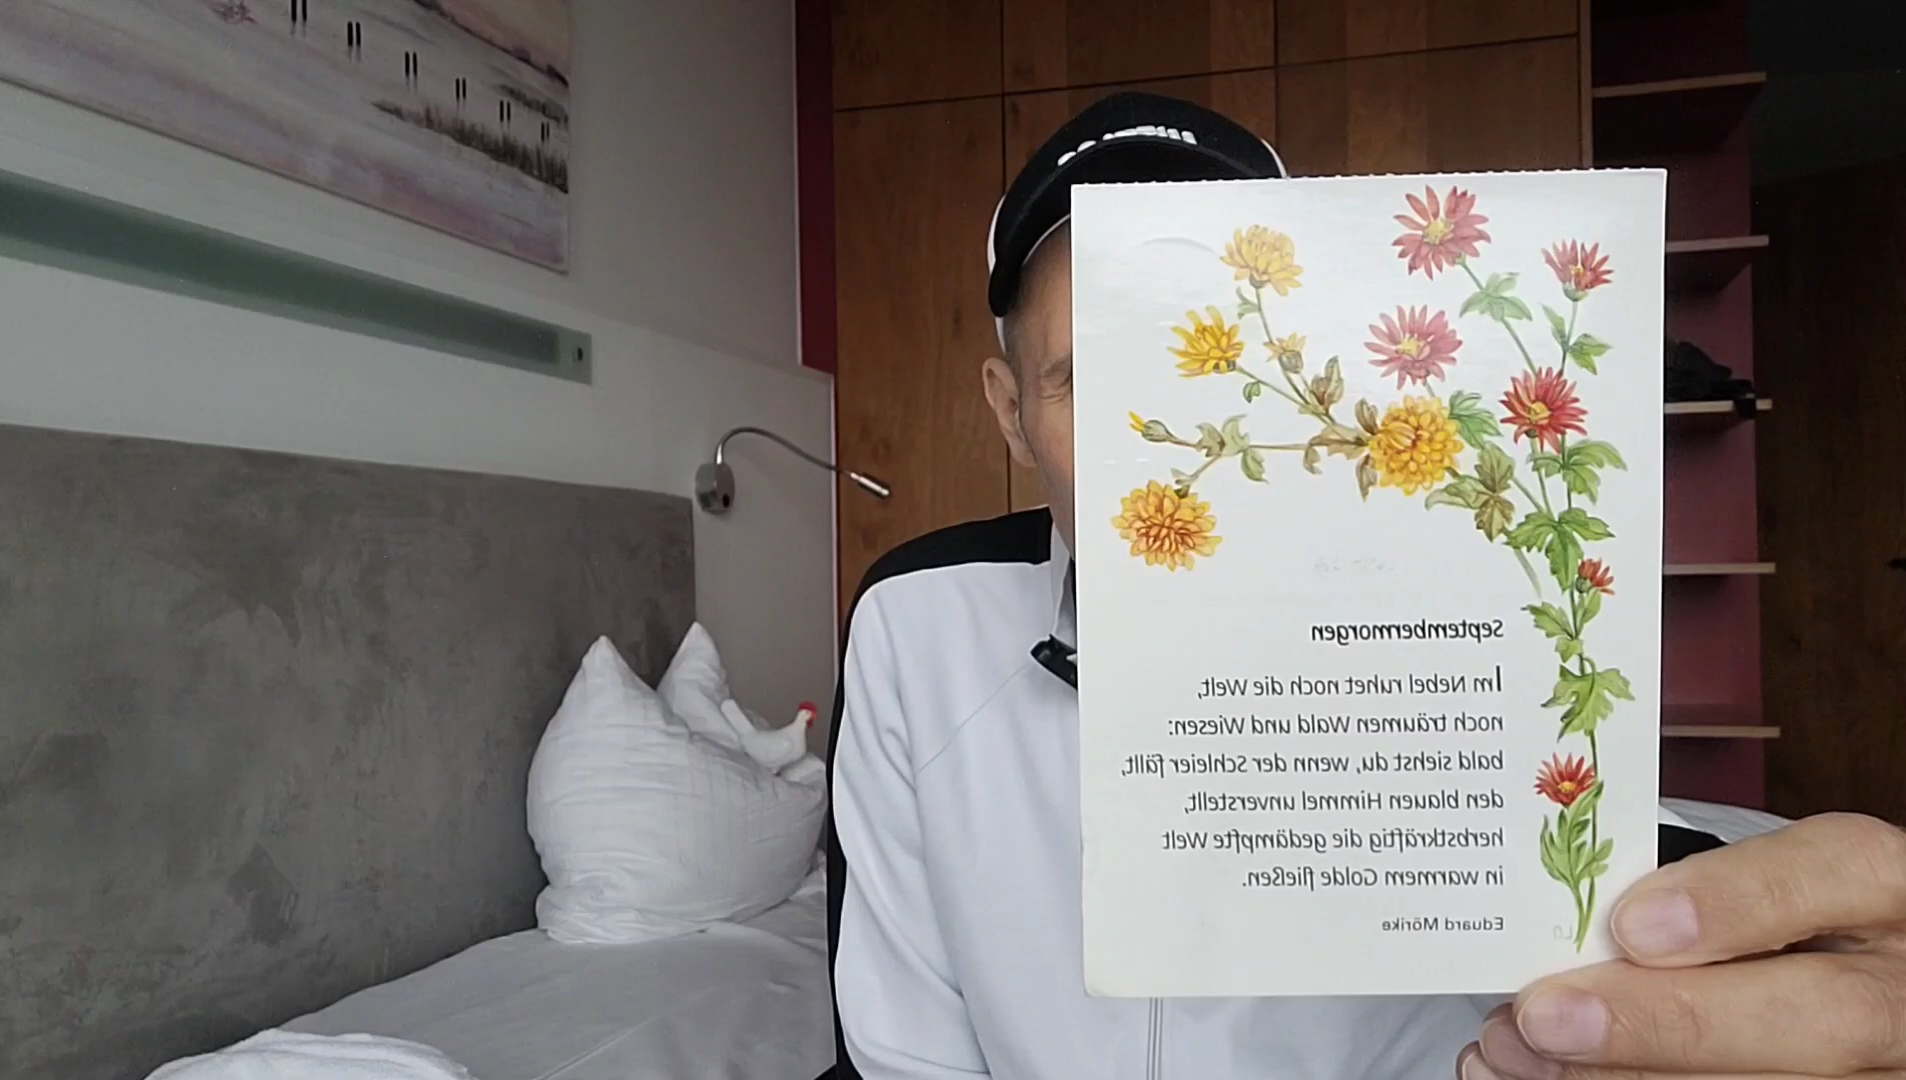 Septembermorgen
Im Nebel ruhet noch die Welt,
noch träumen Wald und Wiesen:
bald siehst du, wenn der Schleier fällt,
den blauen Himmel unverstellt,
herbstkräftig die gedämpfte Welt
in warmem Golde fließen.
Eduard Mörike